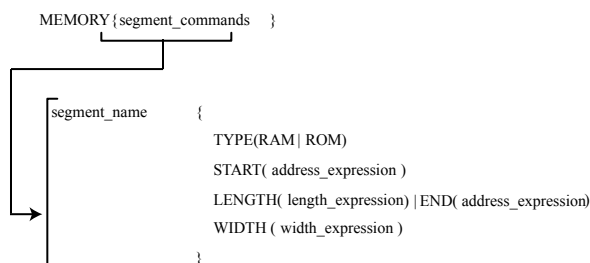 MEMORY{segment_commands }
segment_name {
TYPE(RAM | ROM)
START( address_expression )
LENGTH( length_expression) | END( address_expression)
WIDTH ( width_expression )
}